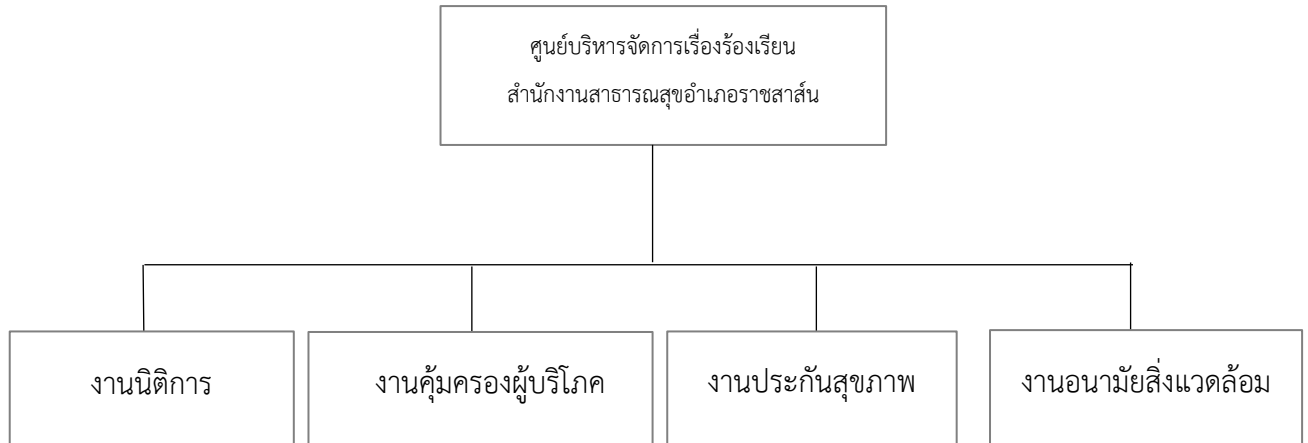 ศูนย์บริหารจัดการเรื่องร้องเรียน
สำนักงานสาธารณสุขอำเภอราชสาส์น
งานนิติการ
งานคุ้มครองผู้บริโภค
งานประกันสุขภาพ
งานอนามัยสิ่งแวดล้อม